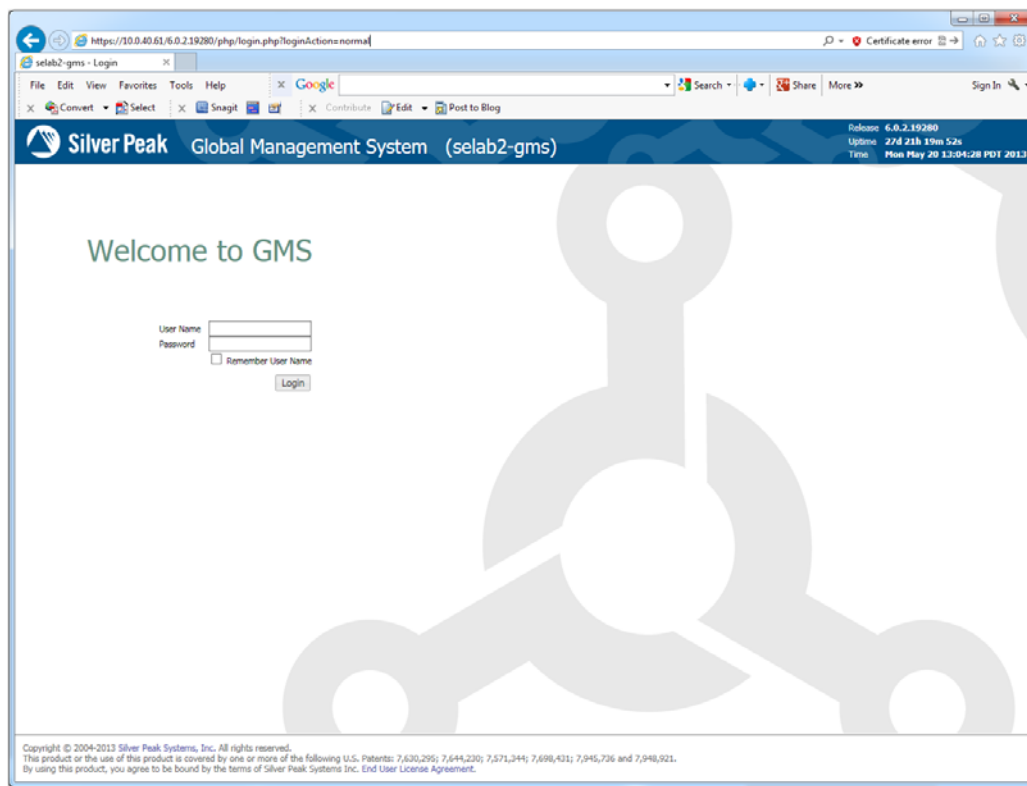 https://10.0.40.61/6.0.2.19280/php/login.php?loginAction=normal
Certificate error
selab2-gms - Login
File Edit View Favorites Tools Help
Google
Search
Share
More
Sign In
Convert
Select
Snagit
Contribute
Edit
Post to Blog
Silver Peak
Global Management System (selab2-gms)
Release 6.0.2.19280
Uptime 27d 21h 19m 52s
Time Mon May 20 13:04:28 PDT 2013
Welcome to GMS
User Name
Password
Remember User Name
Login
Copyright © 2004-2013 Silver Peak Systems, Inc. All rights reserved.
This product or the use of this product is covered by one or more of the following U.S. Patents: 7,630,295; 7,644,230; 7,571,344; 7,698,431; 7,945,736 and 7,948,921.
By using this product, you agree to be bound by the terms of Silver Peak Systems Inc. End User License Agreement.